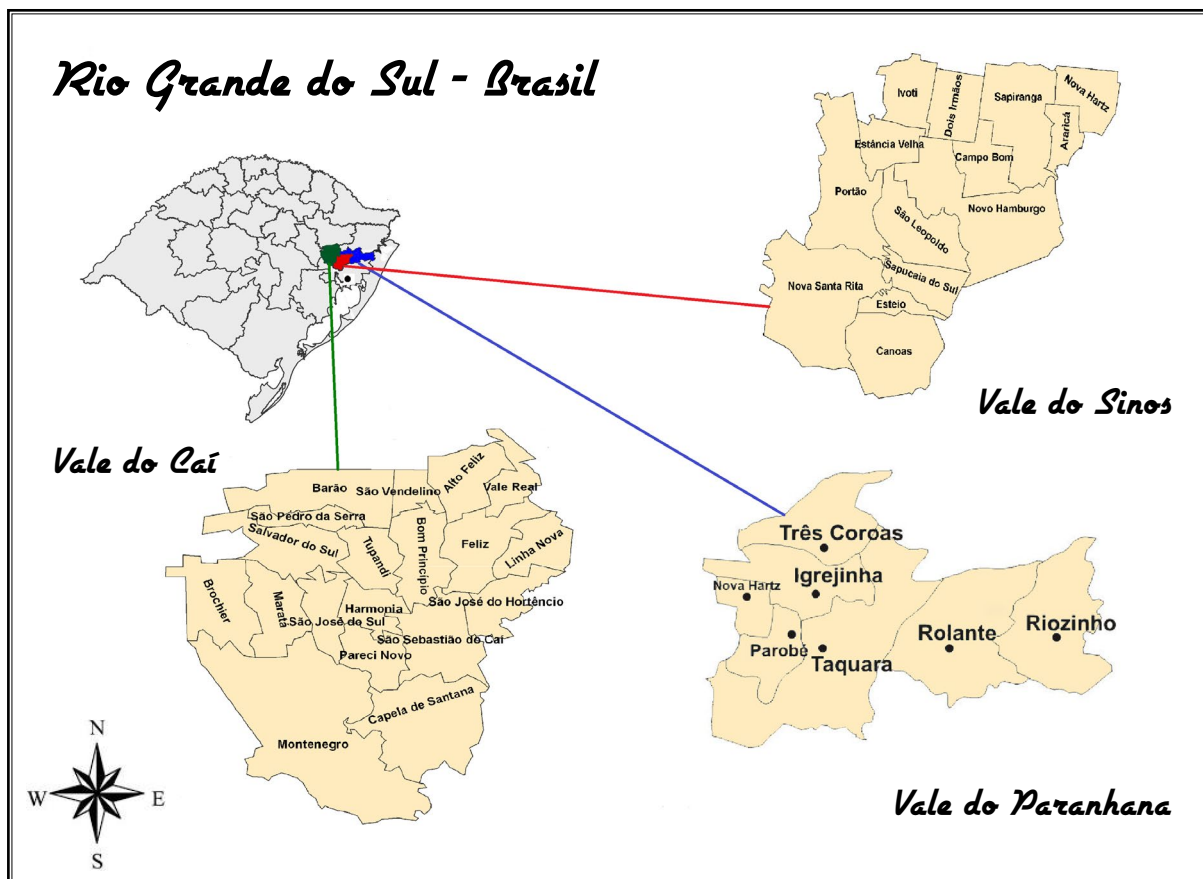 Rio Grande do Sul - Brasil
Ivoti
Dois Irmãos
Sapiranga
Nova Hartz
Araricá
Estância Velha
Campo Bom
Portão
Novo Hamburgo
São Leopoldo
Sapucaia do Sul
Nova Santa Rita
Esteio
Canoas
Vale do Sinos
Vale do Caí
Alto Feliz
Barão
São Vendelino
Vale Real
São Pedro da Serra
Salvador do Sul
Tupandi
Bom Princípio
Feliz
Linha Nova
Brochier
Maratá
Harmonia
São José do Hortêncio
São José do Sul
São Sebastião do Caí
Pareci Novo
Capela de Santana
Montenegro
Três Coroas
Igrejinha
Nova Hartz
Parobé
Taquara
Rolante
Riozinho
Vale do Paranhana
N
W
E
S